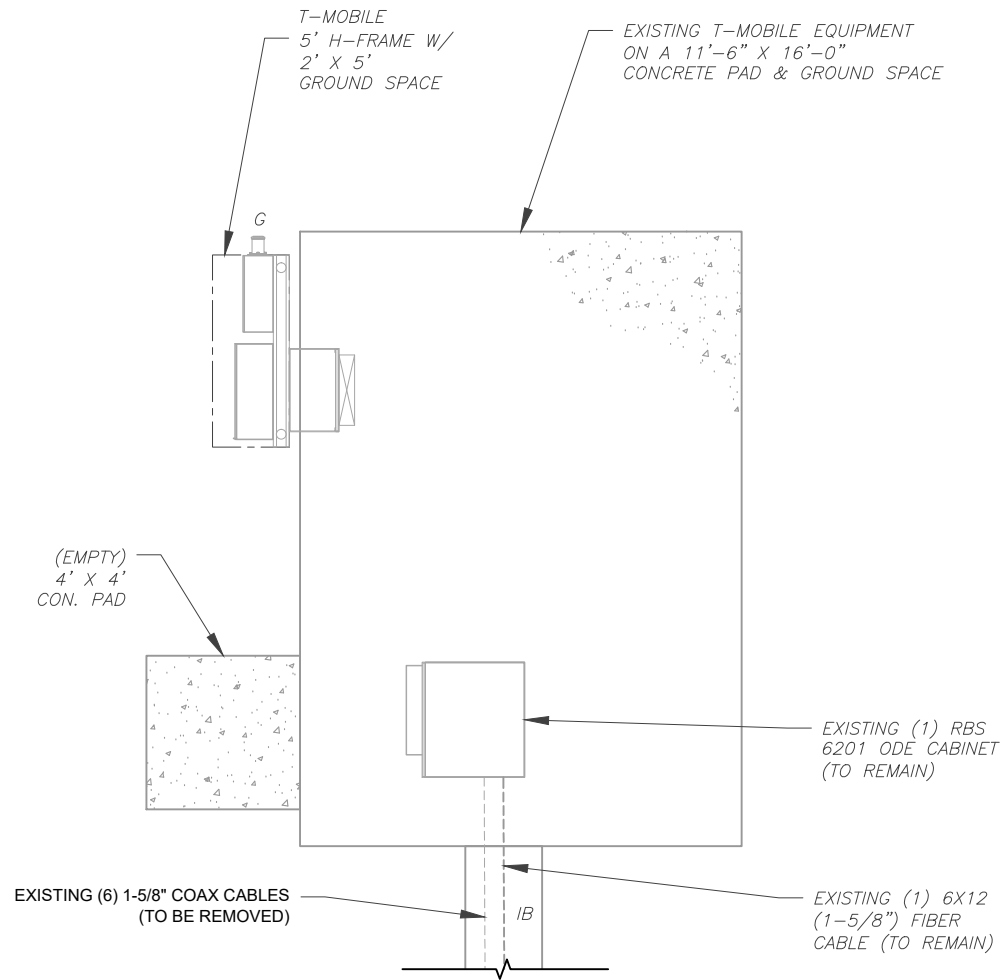 T-MOBILE
5' H-FRAME W/
2' X 5'
GROUND SPACE
EXISTING T-MOBILE EQUIPMENT
ON A 11'-6" X 16'-0"
CONCRETE PAD & GROUND SPACE
G
(EMPTY)
4' X 4'
CON. PAD
EXISTING (1) RBS
6201 ODE CABINET
(TO REMAIN)
EXISTING (6) 1-5/8" COAX CABLES
(TO BE REMOVED)
IB
EXISTING (1) 6X12
(1-5/8") FIBER
CABLE (TO REMAIN)